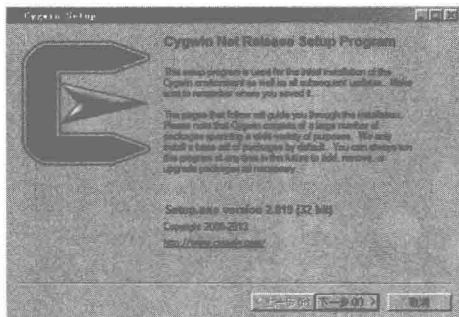 Cygwin Setup
Cygwin Net Release Setup Program
This setup program is used for the initial installation of the
Cygwin environment as well as all subsequent updates. Make
sure to remember where you saved it.
The pages that follow will guide you through the installation.
Please note that Cygwin consists of a large number of
packages spanning a wide variety of purposes. We only
install a base set of packages by default. You can always run
this program at any time in the future to add, remove, or
upgrade packages as necessary.
Setup.exe version 2.819 (32 bit)
Copyright 2000-2013
http://www.cygwin.com/
下一步(N) >
取消